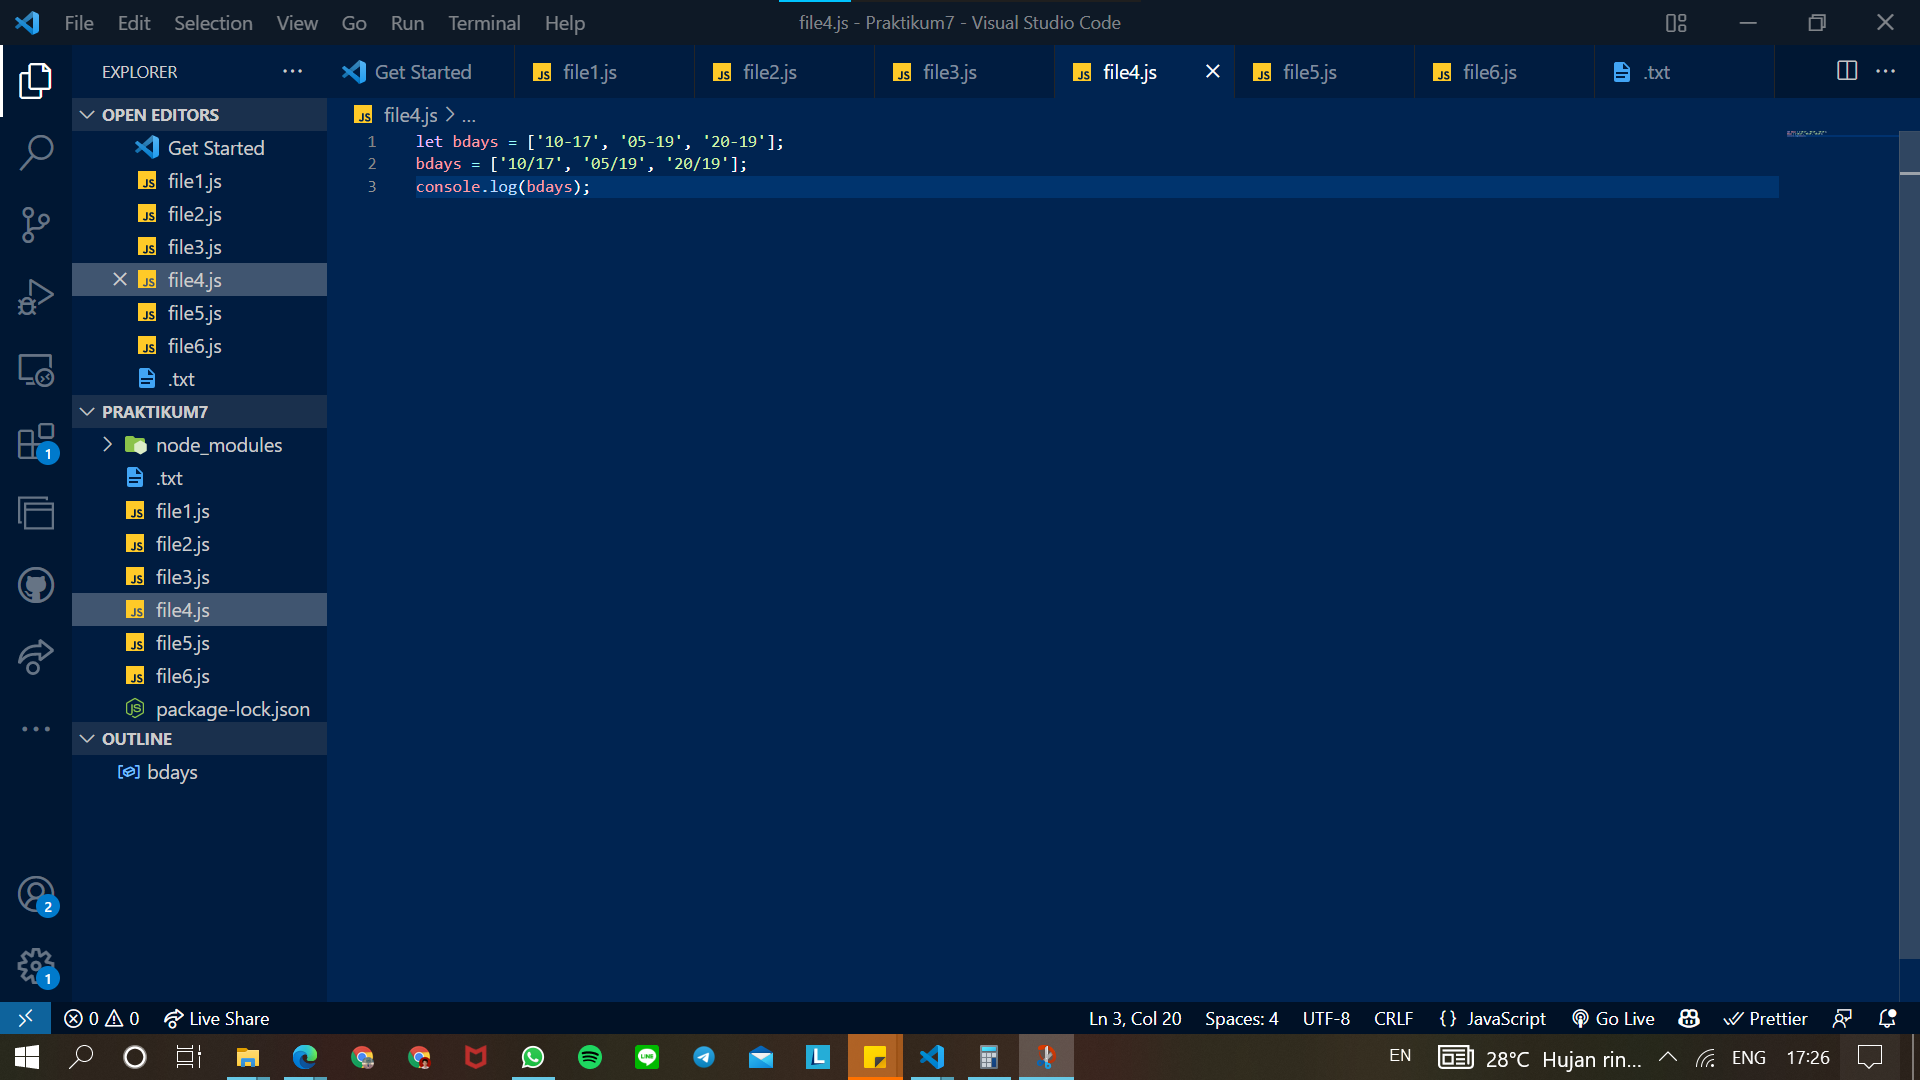 File Edit Selection View Go Run Terminal Help
file4.js - Praktikum7 - Visual Studio Code
EXPLORER
Get Started
file1.js
file2.js
file3.js
file4.js
file5.js
file6.js
.txt
OPEN EDITORS
Get Started
file1.js
file2.js
file3.js
file4.js
file5.js
file6.js
.txt
PRAKTIKUM7
node_modules
.txt
file1.js
file2.js
file3.js
file4.js
file5.js
file6.js
package-lock.json
OUTLINE
bdays
file4.js > ...
1 let bdays = ['10-17', '05-19', '20-19'];
2 bdays = ['10/17', '05/19', '20/19'];
3 console.log(bdays);
1
2
1
0 0 Live Share
Ln 3, Col 20 Spaces: 4 UTF-8 CRLF {} JavaScript Go Live Prettier
EN 28°C Hujan rin... ENG 17:26